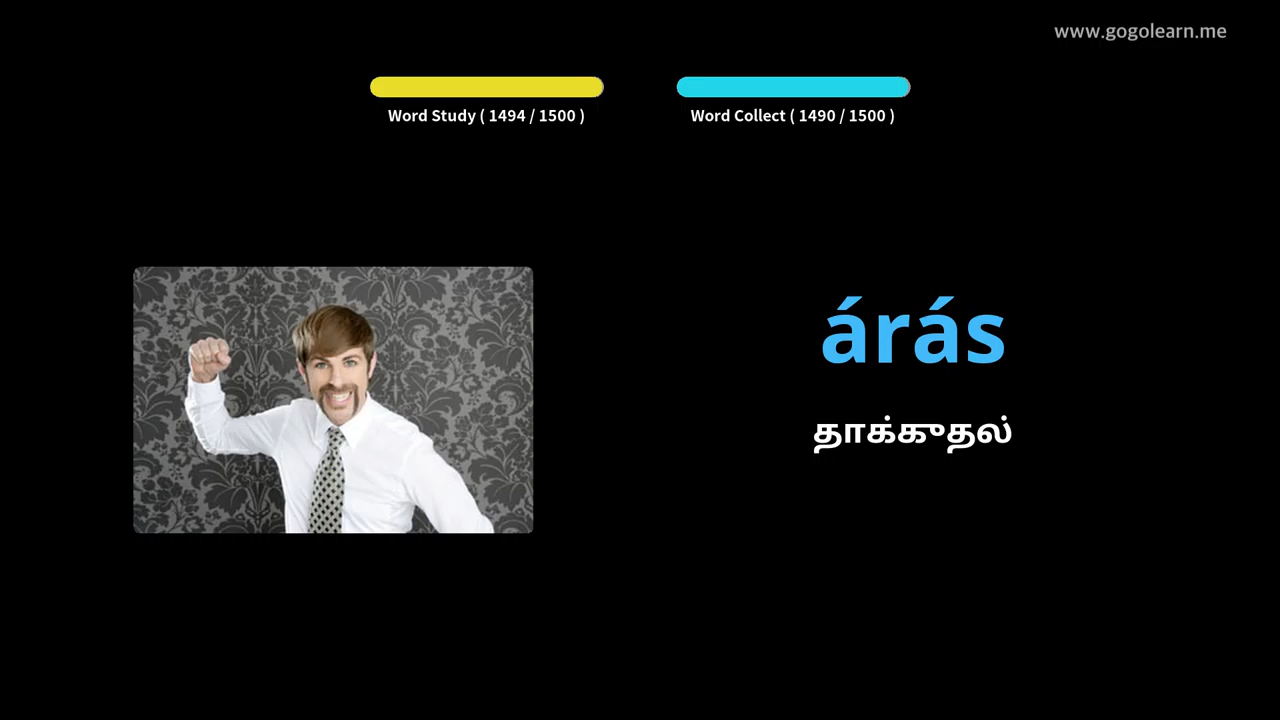 www.gogolearn.me
Word Study ( 1494 / 1500 )
Word Collect ( 1490 / 1500 )
árás
தாக்குதல்